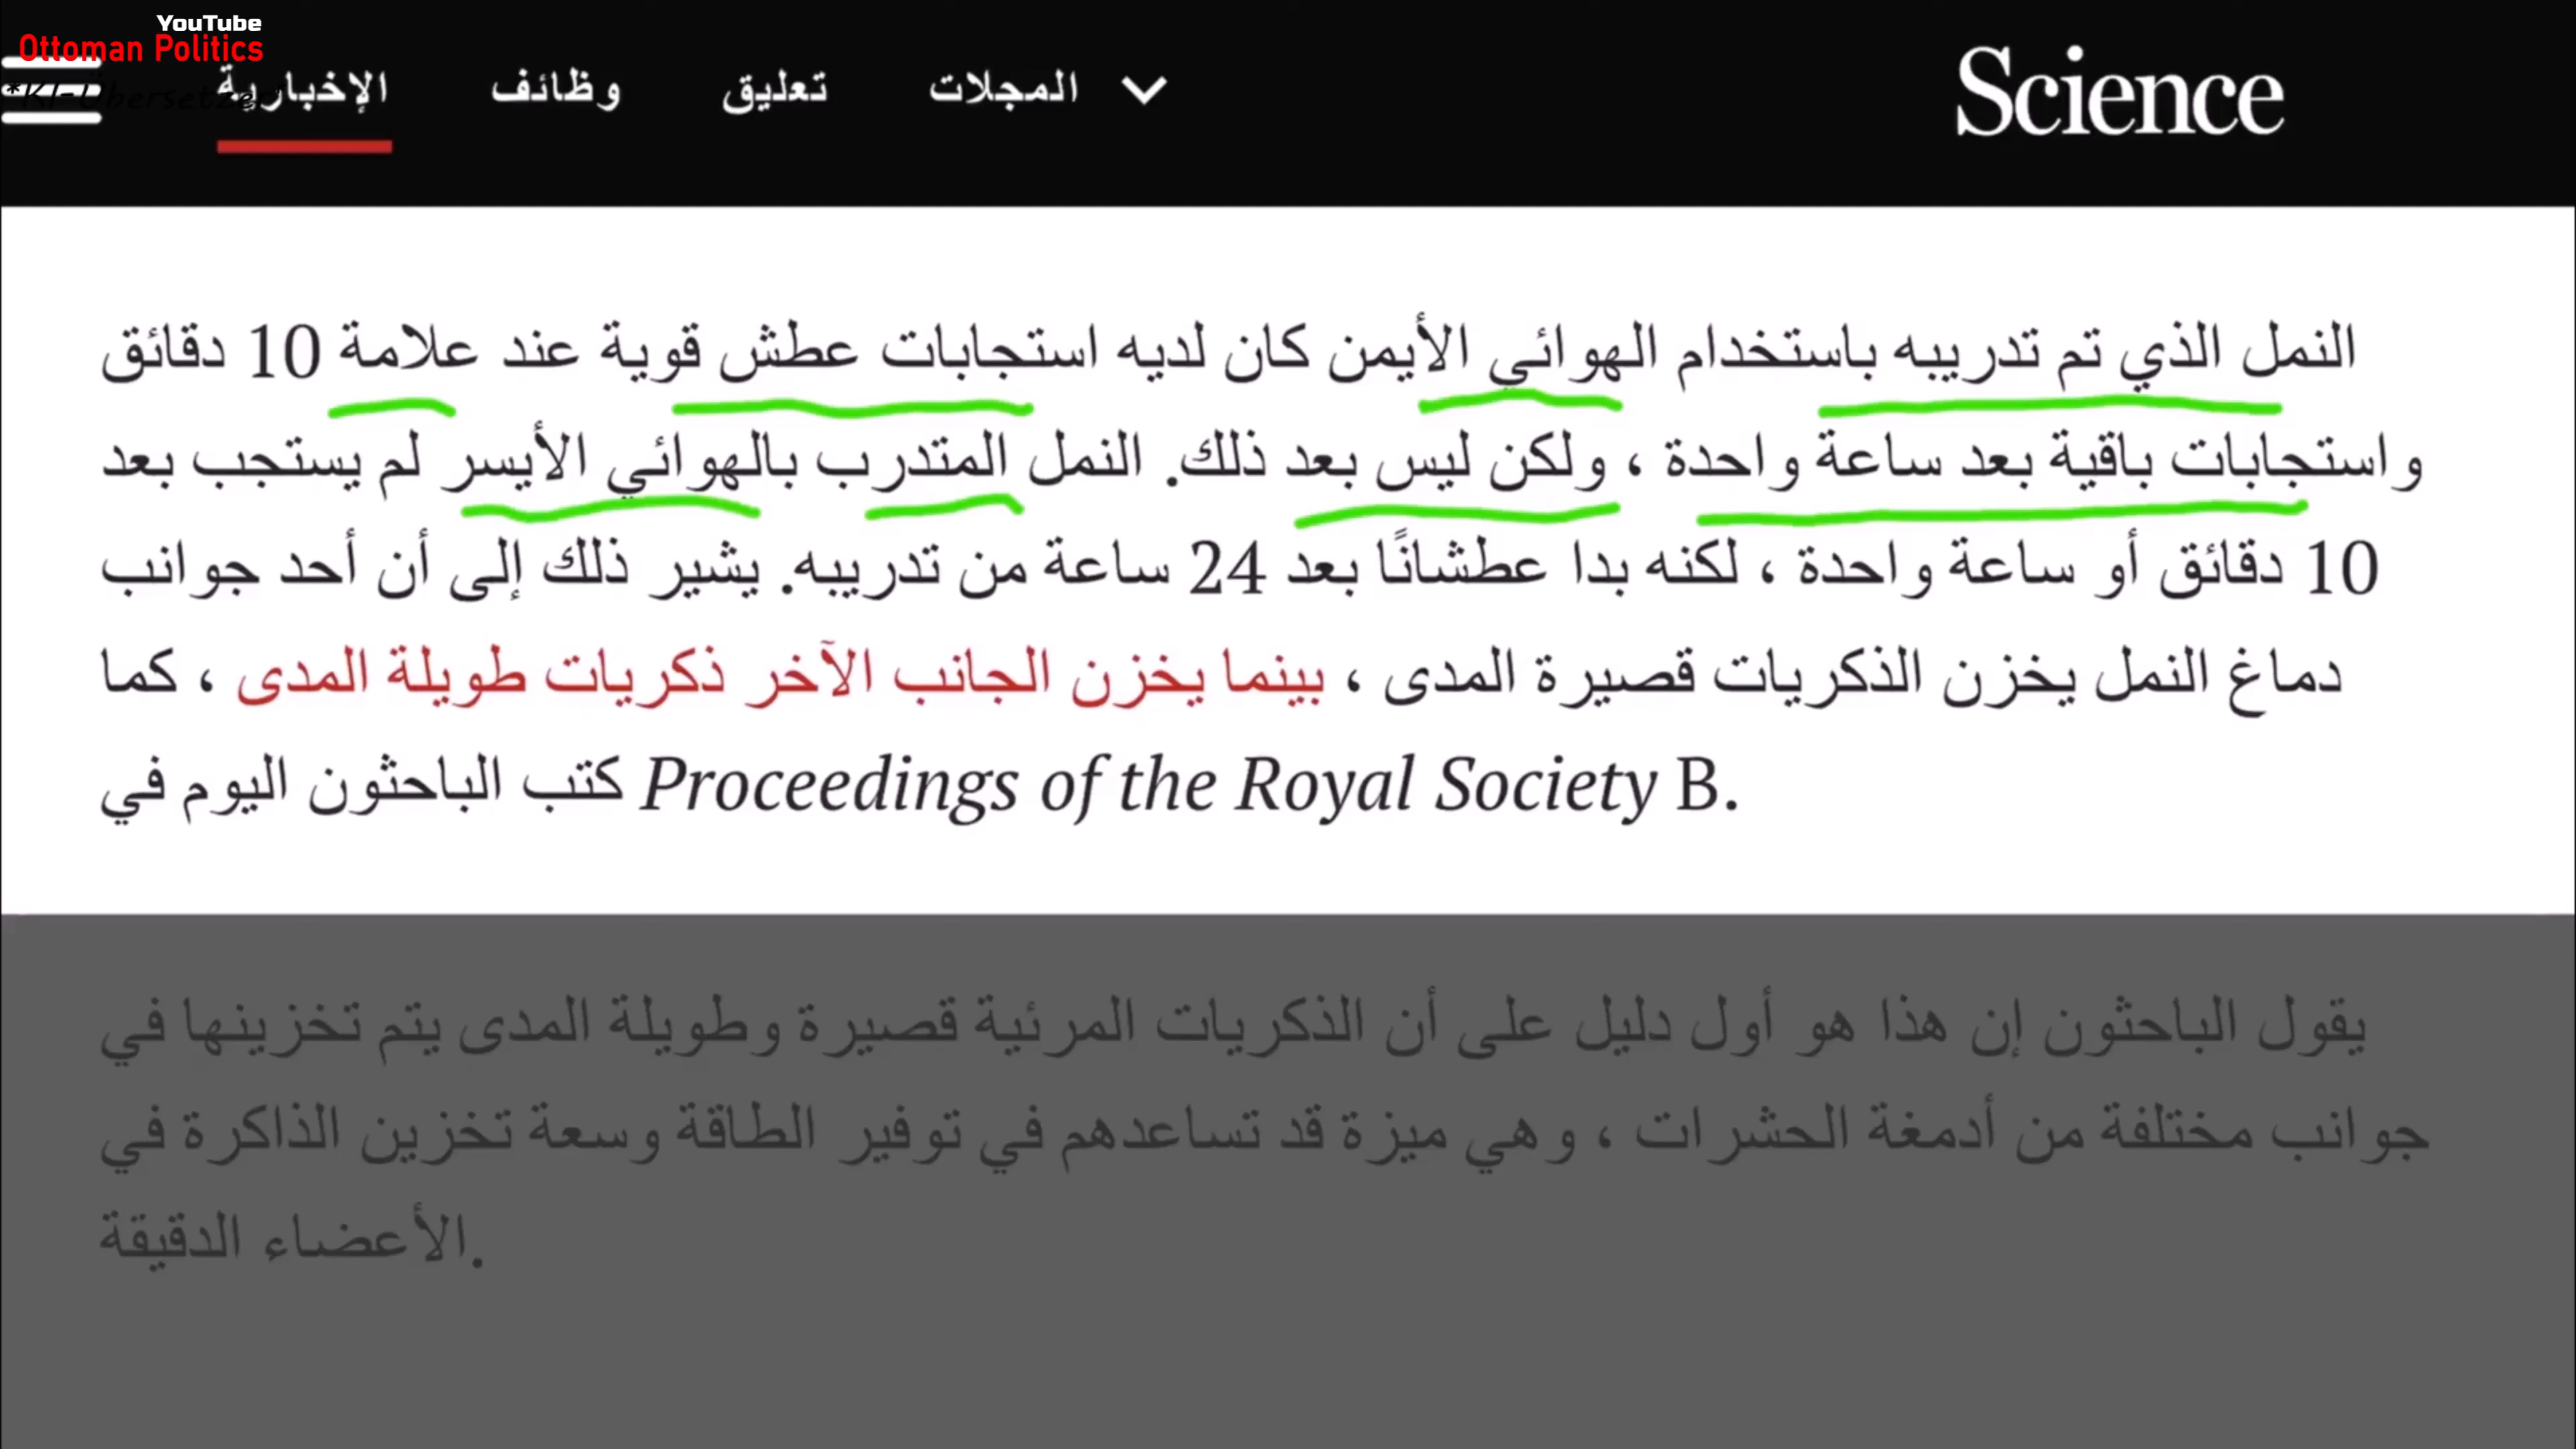 YouTube
Ottoman Politics
*KI-Übersetzer
Science
المجلات
تعليق
وظائف
الإخبارية
النمل الذي تم تدريبه باستخدام الهوائي الأيمن كان لديه استجابات عطش قوية عند علامة 10 دقائق
واستجابات باقية بعد ساعة واحدة ، ولكن ليس بعد ذلك. النمل المتدرب بالهوائي الأيسر لم يستجب بعد
10 دقائق أو ساعة واحدة ، لكنه بدا عطشانًا بعد 24 ساعة من تدريبه. يشير ذلك إلى أن أحد جوانب
دماغ النمل يخزن الذكريات قصيرة المدى ، بينما يخزن الجانب الآخر ذكريات طويلة المدى ، كما
كتب الباحثون اليوم في Proceedings of the Royal Society B.
يقول الباحثون إن هذا هو أول دليل على أن الذكريات المرئية قصيرة وطويلة المدى يتم تخزينها في
جوانب مختلفة من أدمغة الحشرات ، وهي ميزة قد تساعدهم في توفير الطاقة وسعة تخزين الذاكرة في
الأعضاء الدقيقة.